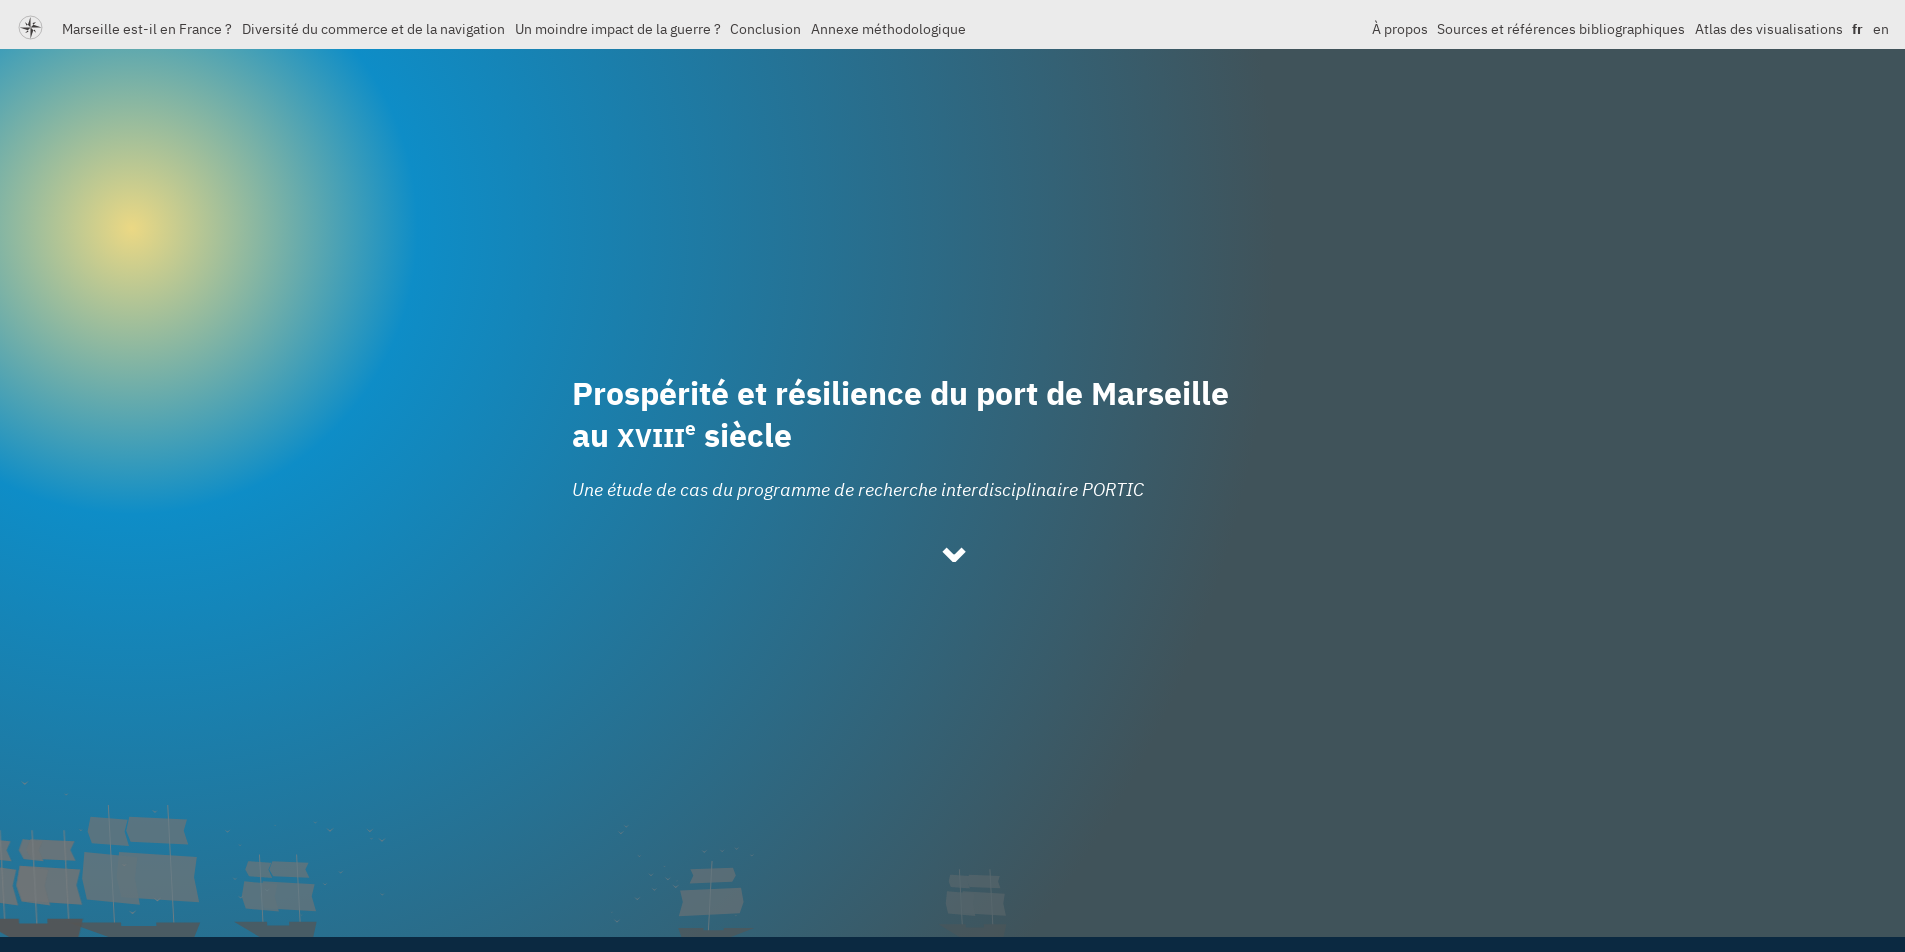 Marseille est-il en France ? Diversité du commerce et de la navigation Un moindre impact de la guerre ? Conclusion Annexe méthodologique À propos Sources et références bibliographiques Atlas des visualisations fr en
Prospérité et résilience du port de Marseille
au XVIIIe siècle
Une étude de cas du programme de recherche interdisciplinaire PORTIC